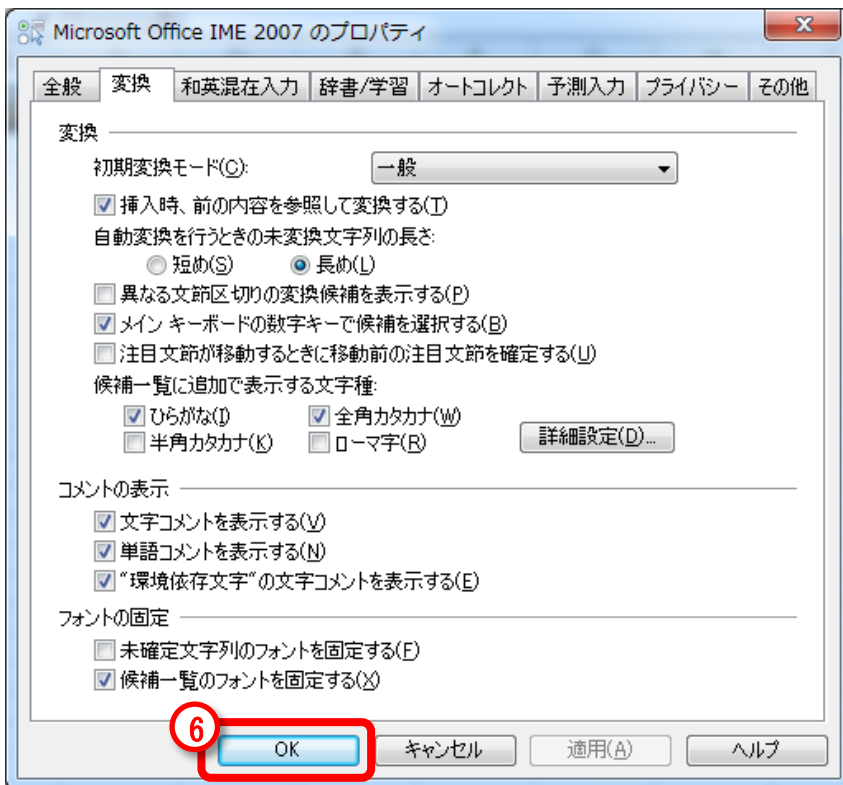 Microsoft Office IME 2007 のプロパティ
全般 変換 和英混在入力 辞書/学習 オートコレクト 予測入力 プライバシー その他
変換
初期変換モード(C): 一般
挿入時、前の内容を参照して変換する(T)
自動変換を行うときの未変換文字列の長さ:
短め(S) 長め(L)
異なる文節区切りの変換候補を表示する(P)
メイン キーボードの数字キーで候補を選択する(B)
注目文節が移動するときに移動前の注目文節を確定する(U)
候補一覧に追加で表示する文字種:
ひらがな(I) 全角カタカナ(W)
半角カタカナ(K) ローマ字(R) 詳細設定(D)...
コメントの表示
文字コメントを表示する(V)
単語コメントを表示する(N)
"環境依存文字"の文字コメントを表示する(E)
フォントの固定
未確定文字列のフォントを固定する(F)
候補一覧のフォントを固定する(X)
6
OK キャンセル 適用(A) ヘルプ